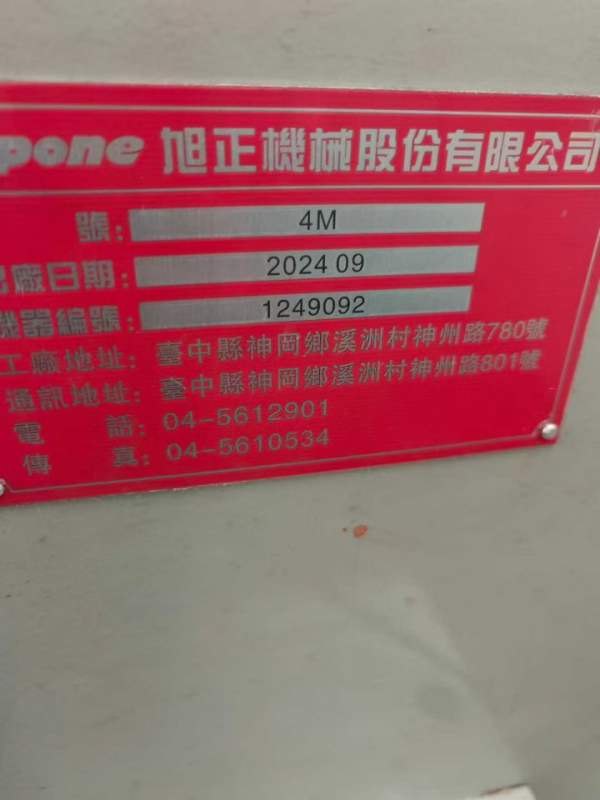 pone 旭正機械股份有限公司
號: 4M
出廠日期: 2024 09
機器編號: 1249092
工廠地址: 臺中縣神岡鄉溪洲村神州路780號
通訊地址: 臺中縣神岡鄉溪洲村神州路801號
電 話: 04-5612901
傳 真: 04-5610534